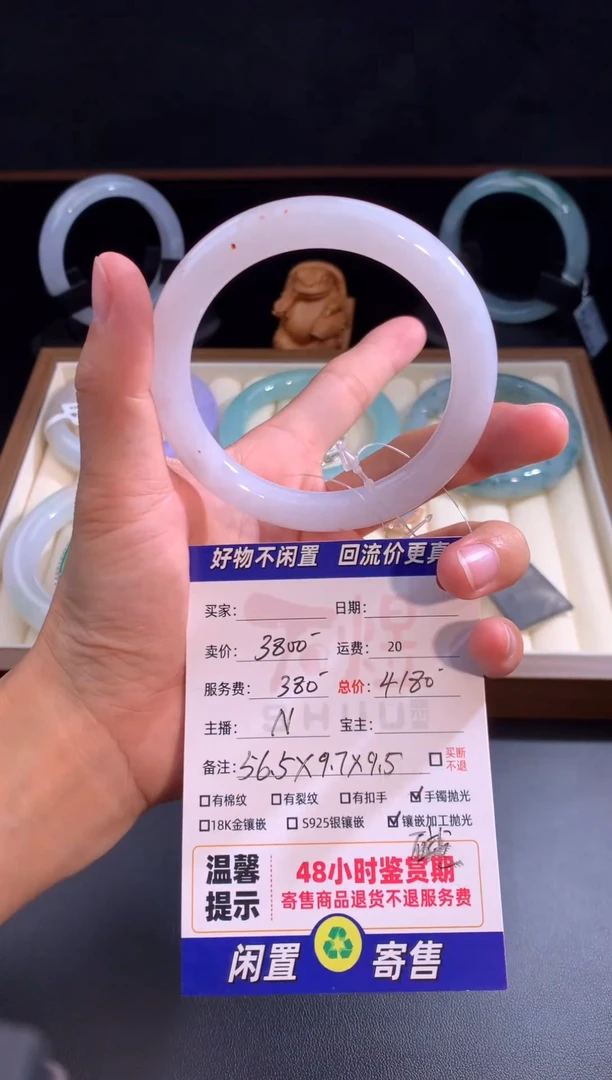 好物不闲置 回流价更真
买家: 日期:
卖价: 3800- 运费: 20
服务费: 380- 总价: 4180-
主播: N 宝主:
备注: 56.5X9.7X9.5 □买断不退
□有棉纹 □有裂纹 □有扣手 ☑手镯抛光
□18K金镶嵌 □S925银镶嵌 ☑镶嵌加工抛光
温馨提示
48小时鉴赏期
寄售商品退货不退服务费
闲置 寄售